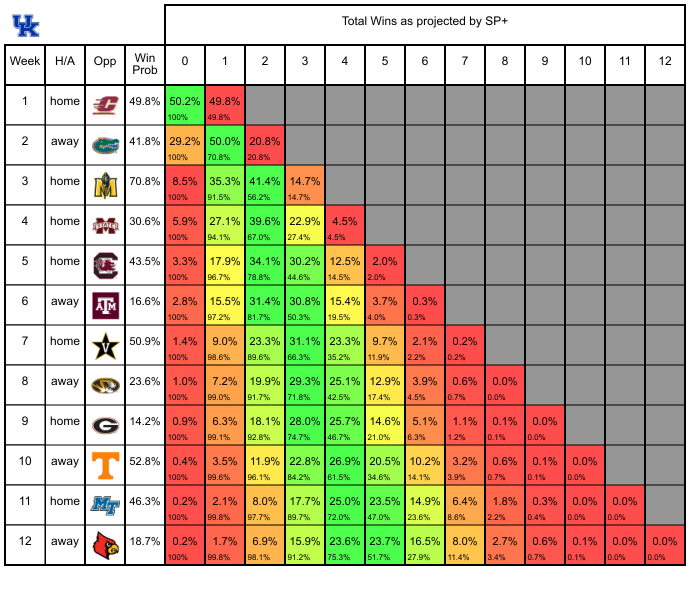 UK
Total Wins as projected by SP+
Week H/A Opp Win Prob 0 1 2 3 4 5 6 7 8 9 10 11 12
1 home C 49.8% 50.2% 49.8%
100% 49.8%
2 away Gators 41.8% 29.2% 50.0% 20.8%
100% 70.8% 20.8%
3 home M 70.8% 8.5% 35.3% 41.4% 14.7%
100% 91.5% 56.2% 14.7%
4 home M STATE 30.6% 5.9% 27.1% 39.6% 22.9% 4.5%
100% 94.1% 67.0% 27.4% 4.5%
5 home C 43.5% 3.3% 17.9% 34.1% 30.2% 12.5% 2.0%
100% 96.7% 78.8% 44.6% 14.5% 2.0%
6 away ATM 16.6% 2.8% 15.5% 31.4% 30.8% 15.4% 3.7% 0.3%
100% 97.2% 81.7% 50.3% 19.5% 4.0% 0.3%
7 home V 50.9% 1.4% 9.0% 23.3% 31.1% 23.3% 9.7% 2.1% 0.2%
100% 98.6% 89.6% 66.3% 35.2% 11.9% 2.2% 0.2%
8 away 23.6% 1.0% 7.2% 19.9% 29.3% 25.1% 12.9% 3.9% 0.6% 0.0%
100% 99.0% 91.7% 71.8% 42.5% 17.4% 4.5% 0.7% 0.0%
9 home G 14.2% 0.9% 6.3% 18.1% 28.0% 25.7% 14.6% 5.1% 1.1% 0.1% 0.0%
100% 99.1% 92.8% 74.7% 46.7% 21.0% 6.3% 1.2% 0.1% 0.0%
10 away T 52.8% 0.4% 3.5% 11.9% 22.8% 26.9% 20.5% 10.2% 3.2% 0.6% 0.1% 0.0%
100% 99.6% 96.1% 84.2% 61.5% 34.6% 14.1% 3.9% 0.7% 0.1% 0.0%
11 home MT 46.3% 0.2% 2.1% 8.0% 17.7% 25.0% 23.5% 14.9% 6.4% 1.8% 0.3% 0.0% 0.0%
100% 99.8% 97.7% 89.7% 72.0% 47.0% 23.6% 8.6% 2.2% 0.4% 0.0% 0.0%
12 away 18.7% 0.2% 1.7% 6.9% 15.9% 23.6% 23.7% 16.5% 8.0% 2.7% 0.6% 0.1% 0.0% 0.0%
100% 99.8% 98.1% 91.2% 75.3% 51.7% 27.9% 11.4% 3.4% 0.7% 0.1% 0.0% 0.0%